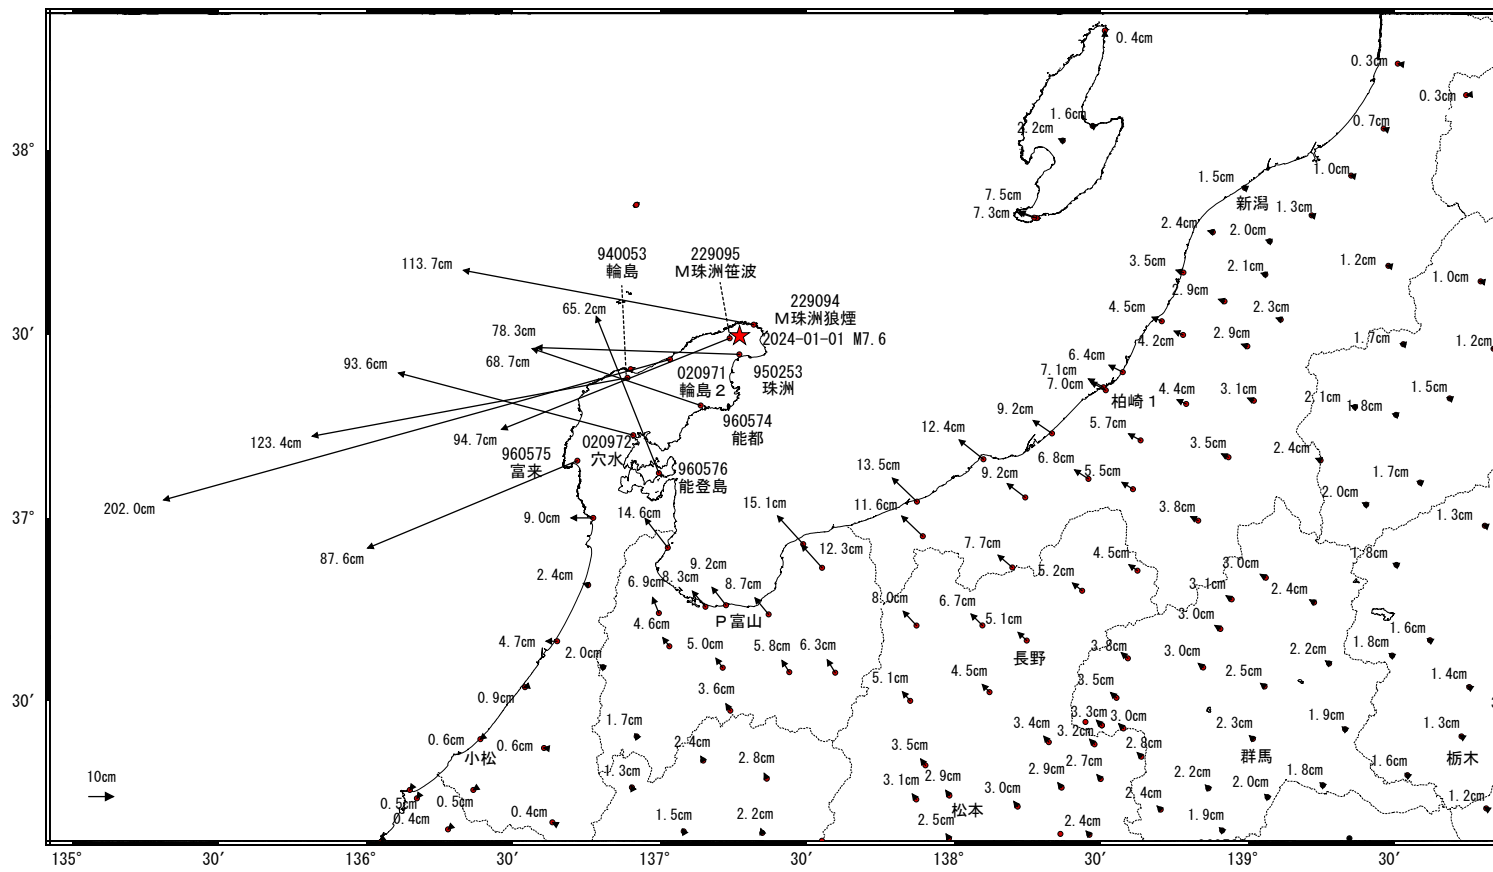 0.4cm
0.3cm
0.3cm
1.6cm
2.2cm
0.7cm
38°
1.0cm
1.5cm
新潟
7.5cm
7.3cm
1.3cm
2.4cm
2.0cm
940053
輪島
229095
M珠洲笹波
113.7cm
3.5cm
2.1cm
1.2cm
1.0cm
2.9cm
229094
M珠洲狼煙
65.2cm
4.5cm
2.3cm
30′
78.3cm
2024-01-01 M7.6
4.2cm
2.9cm
1.7cm
1.2cm
93.6cm
68.7cm
020971
輪島2
950253
珠洲
6.4cm
7.1cm
7.0cm
柏崎1
4.4cm
3.1cm
2.1cm
1.8cm
1.5cm
960574
能都
9.2cm
5.7cm
123.4cm
94.7cm
020972
穴水
960575
富来
12.4cm
3.5cm
2.4cm
960576
能登島
6.8cm
9.2cm
5.5cm
1.7cm
13.5cm
2.0cm
202.0cm
15.1cm
11.6cm
3.8cm
37°
9.0cm
14.6cm
1.3cm
87.6cm
12.3cm
7.7cm
4.5cm
1.8cm
2.4cm
6.9cm
8.3cm
9.2cm
8.7cm
5.2cm
3.0cm
3.1cm
2.4cm
8.0cm
6.7cm
5.1cm
P富山
4.6cm
3.0cm
1.6cm
4.7cm
2.0cm
5.0cm
5.8cm
6.3cm
長野
3.8cm
3.0cm
2.2cm
1.8cm
5.1cm
4.5cm
2.5cm
1.4cm
30′
0.9cm
3.6cm
3.5cm
1.7cm
3.4cm
3.3cm
3.0cm
3.2cm
2.3cm
1.9cm
1.3cm
0.6cm
0.6cm
小松
2.4cm
2.8cm
3.5cm
2.8cm
群馬
栃木
10cm
1.3cm
3.1cm
2.9cm
2.9cm
2.7cm
2.2cm
2.0cm
1.8cm
1.6cm
0.5cm
0.5cm
3.0cm
松本
2.4cm
1.2cm
0.4cm
0.4cm
1.5cm
2.2cm
2.5cm
2.4cm
1.9cm
135°
30′
136°
30′
137°
30′
138°
30′
139°
30′